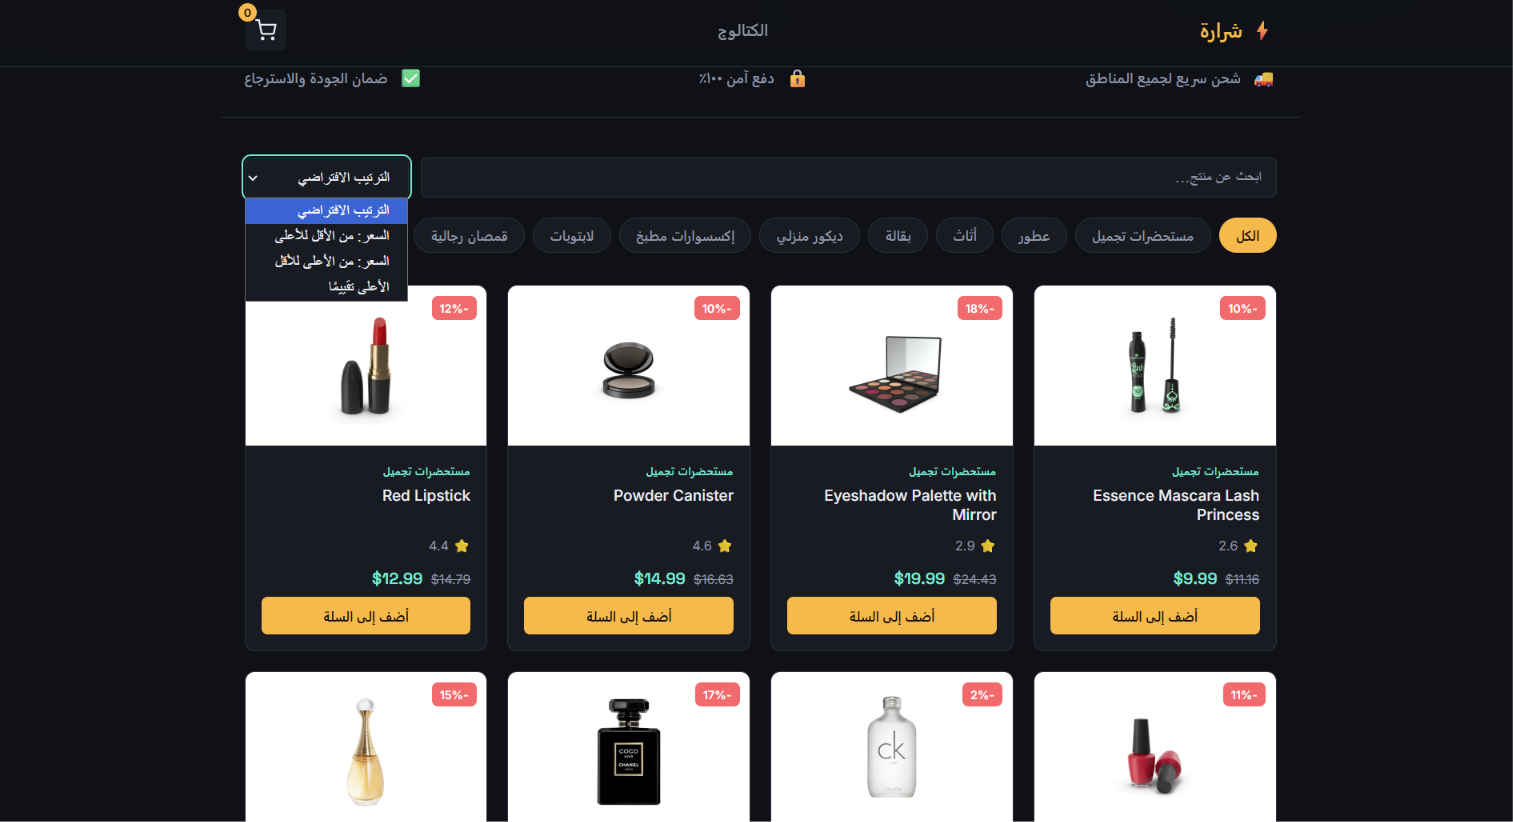 شرارة
الكتالوج
0
شحن سريع لجميع المناطق
دفع آمن ١٠٠٪
ضمان الجودة والاسترجاع
ابحث عن منتج...
الترتيب الافتراضي
الترتيب الافتراضي
السعر: من الأقل للأعلى
السعر: من الأعلى للأقل
الأعلى تقييمًا
الكل
مستحضرات تجميل
عطور
أثاث
بقالة
ديكور منزلي
إكسسوارات مطبخ
لابتوبات
قمصان رجالية
10%-
مستحضرات تجميل
Essence Mascara Lash
Princess
2.6
$11.16 $9.99
أضف إلى السلة
18%-
مستحضرات تجميل
Eyeshadow Palette with
Mirror
2.9
$24.43 $19.99
أضف إلى السلة
10%-
مستحضرات تجميل
Powder Canister
4.6
$16.63 $14.99
أضف إلى السلة
12%-
مستحضرات تجميل
Red Lipstick
4.4
$14.79 $12.99
أضف إلى السلة
11%-
2%-
ck
17%-
COCO
NOIR
CHANEL
15%-